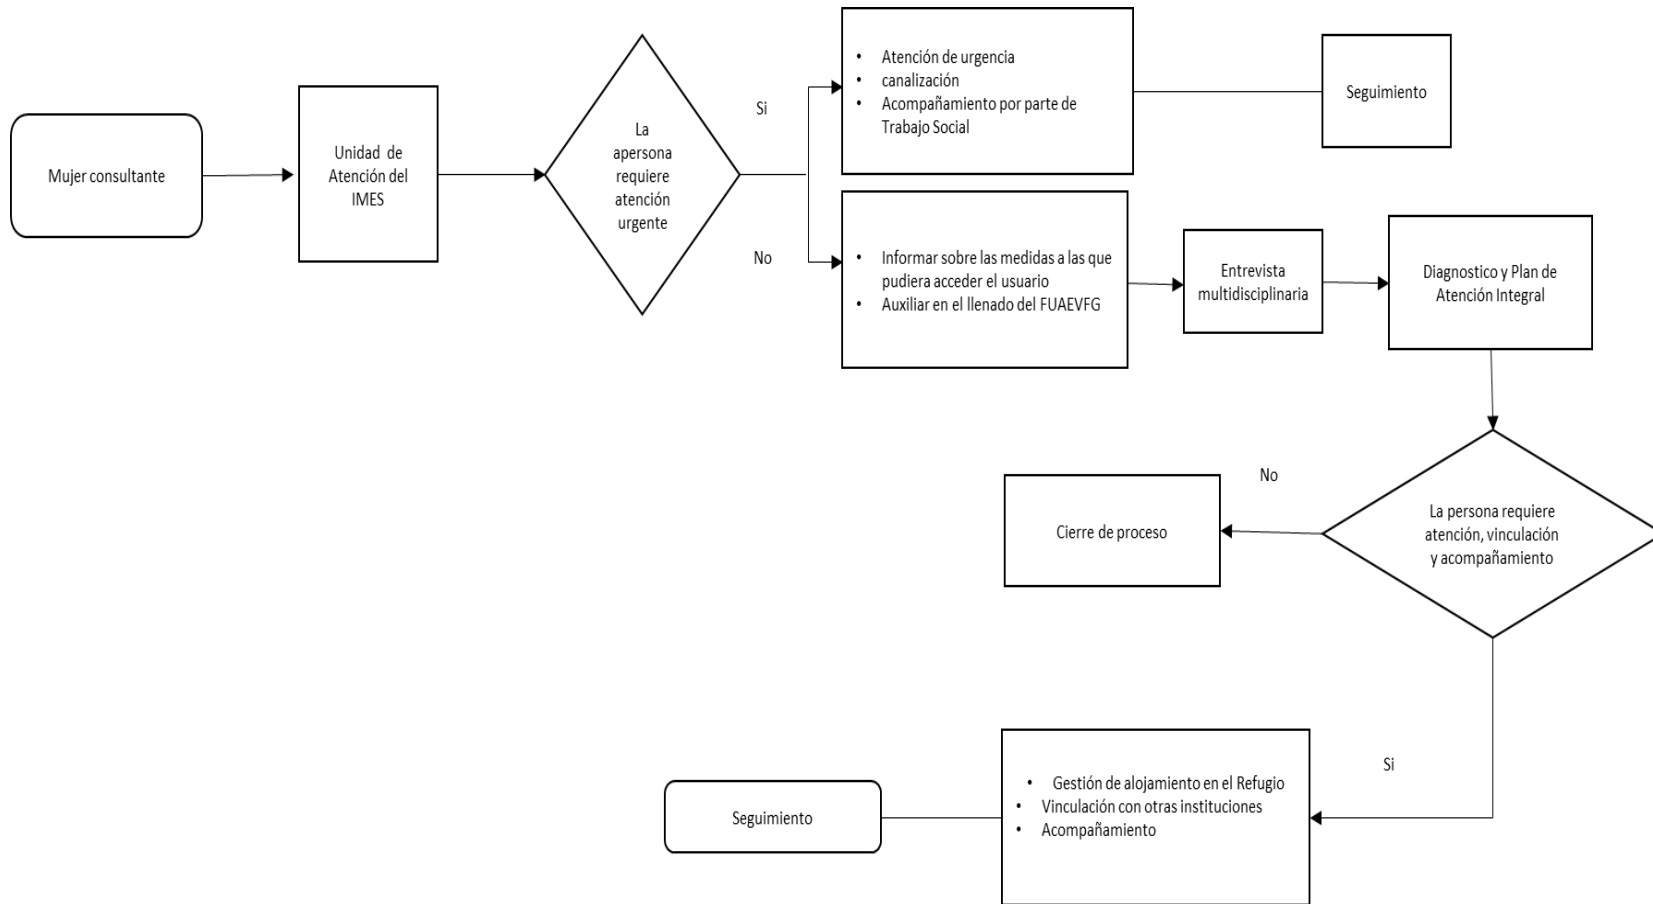 Mujer consultante
Unidad de
Atención del
IMES
La
apersona
requiere
atención
urgente
Si
• Atención de urgencia
• canalización
• Acompañamiento por parte de
Trabajo Social
Seguimiento
No
• Informar sobre las medidas a las que
pudiera acceder el usuario
• Auxiliar en el llenado del FUAEVFG
Entrevista
multidisciplinaria
Diagnostico y Plan de
Atención Integral
La persona requiere
atención, vinculación
y acompañamiento
No
Cierre de proceso
Si
• Gestión de alojamiento en el Refugio
• Vinculación con otras instituciones
• Acompañamiento
Seguimiento